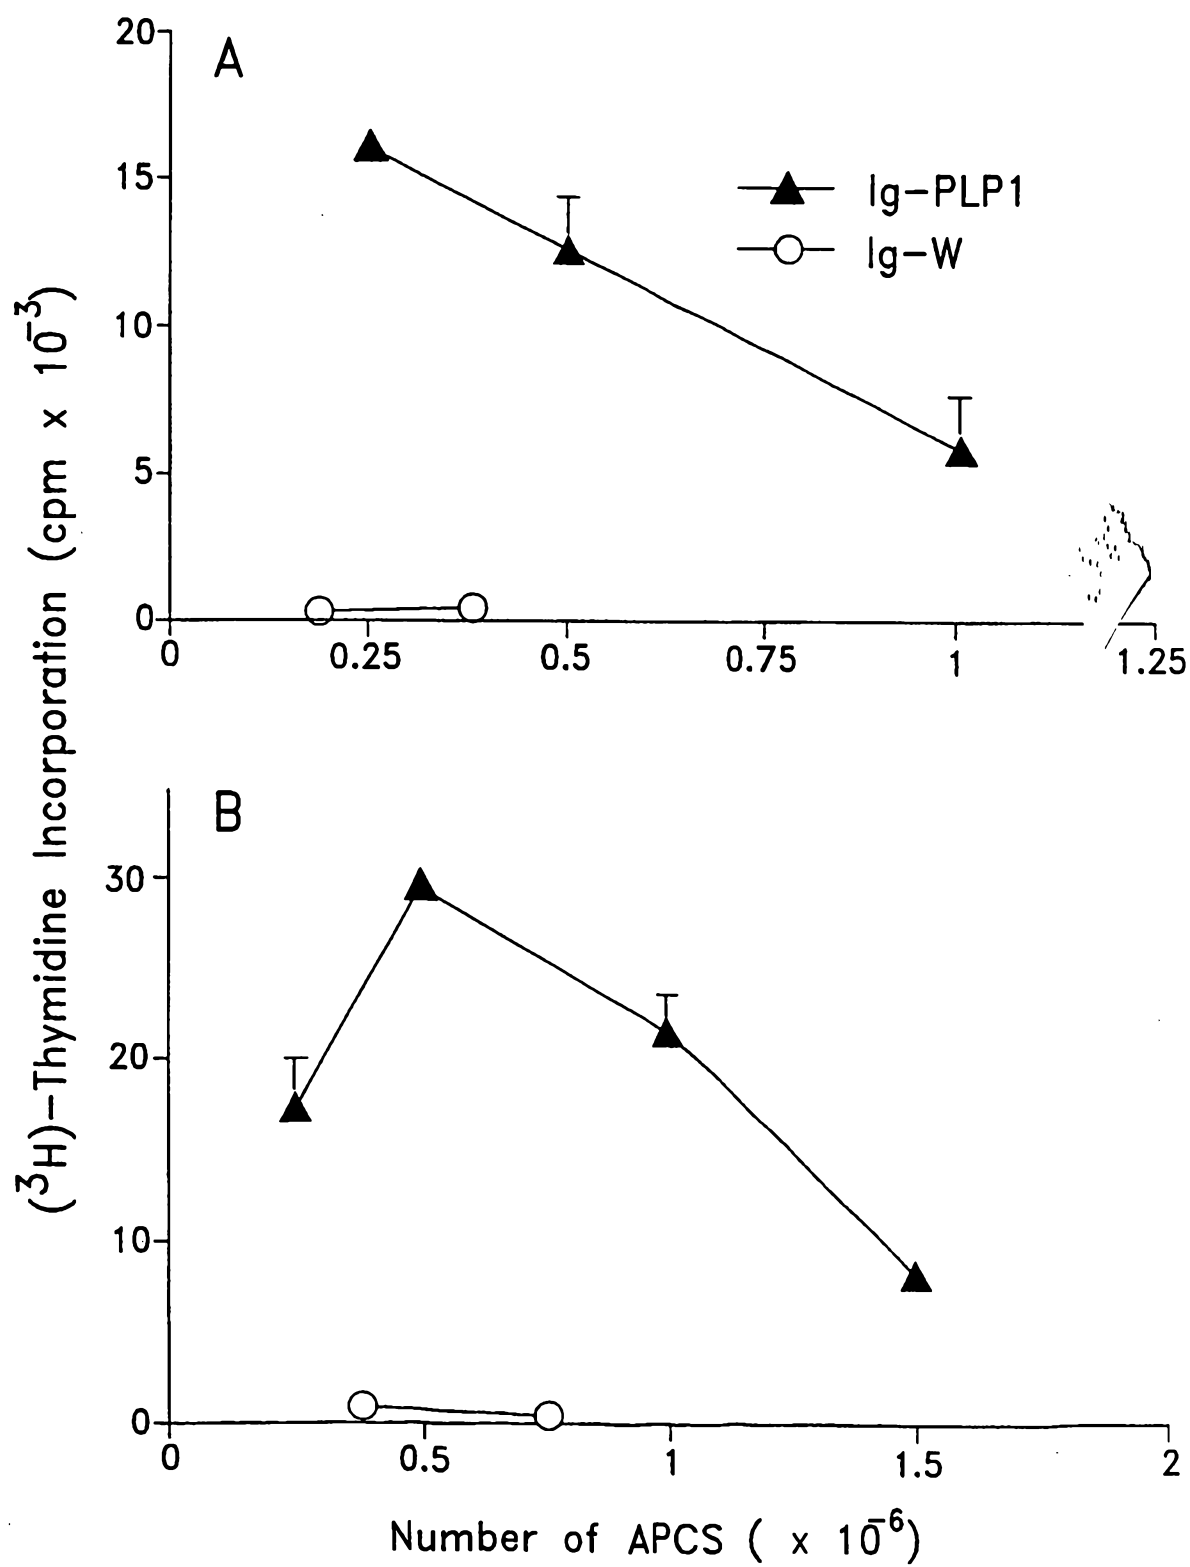 A
20
15
10
5
0
Ig-PLP1
Ig-W
0 0.25 0.5 0.75 1 1.25
(³H)-Thymidine Incorporation (cpm x 10⁻³)
B
30
20
10
0
0 0.5 1 1.5 2
Number of APCS ( x 10⁻⁶)